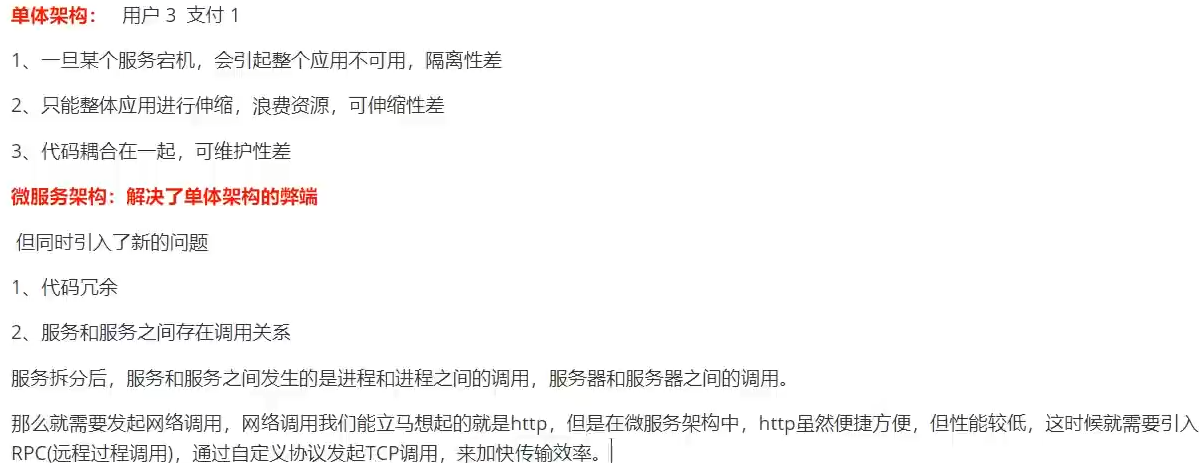 单体架构： 用户 3 支付 1
1、一旦某个服务宕机，会引起整个应用不可用，隔离性差
2、只能整体应用进行伸缩，浪费资源，可伸缩性差
3、代码耦合在一起，可维护性差
微服务架构：解决了单体架构的弊端
但同时引入了新的问题
1、代码冗余
2、服务和服务之间存在调用关系
服务拆分后，服务和服务之间发生的是进程和进程之间的调用，服务器和服务器之间的调用。
那么就需要发起网络调用，网络调用我们能立马想起的就是http，但是在微服务架构中，http虽然便捷方便，但性能较低，这时候就需要引入
RPC(远程过程调用)，通过自定义协议发起TCP调用，来加快传输效率。